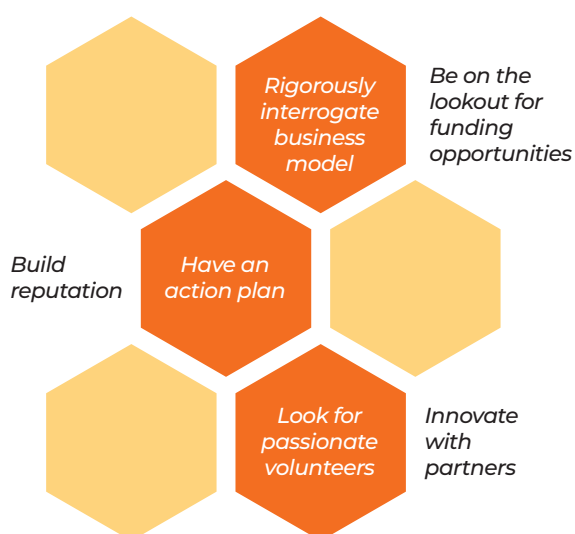 Rigorously
interrogate
business
model
Be on the
lookout for
funding
opportunities
Build
reputation
Have an
action plan
Look for
passionate
volunteers
Innovate
with
partners